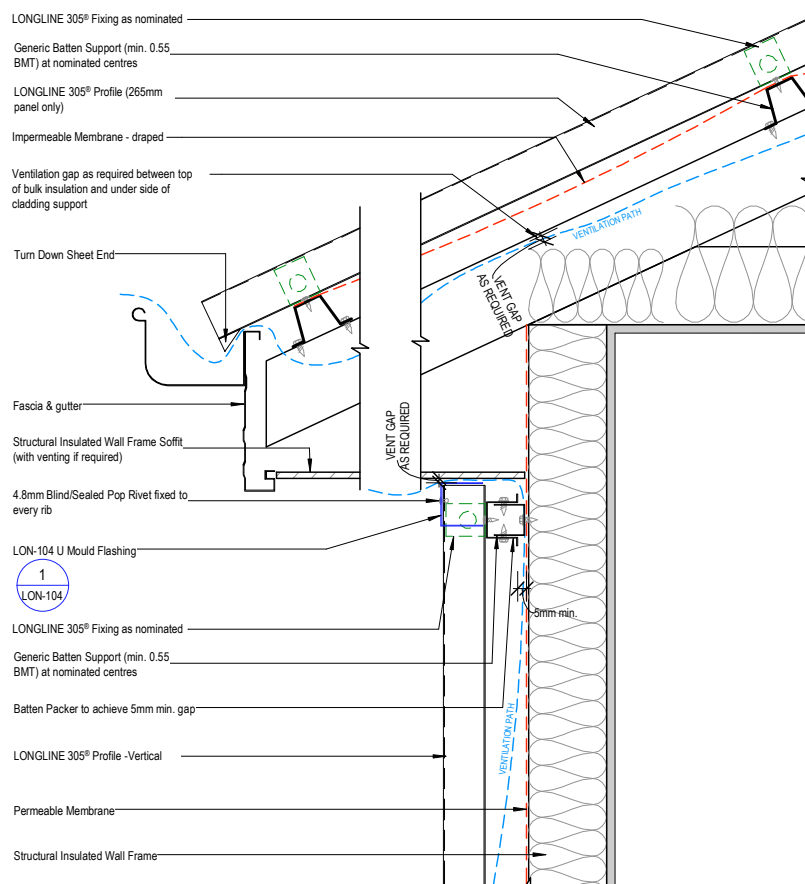 LONGLINE 305® Fixing as nominated
Generic Batten Support (min. 0.55
BMT) at nominated centres
LONGLINE 305® Profile (265mm
panel only)
Impermeable Membrane - draped
Ventilation gap as required between top
of bulk insulation and under side of
cladding support
VENTILATION PATH
VENT GAP
AS REQUIRED
Turn Down Sheet End
Fascia & gutter
VENT GAP
AS REQUIRED
Structural Insulated Wall Frame Soffit
(with venting if required)
4.8mm Blind/Sealed Pop Rivet fixed to
every rib
LON-104 U Mould Flashing
1
LON-104
5mm min.
LONGLINE 305® Fixing as nominated
Generic Batten Support (min. 0.55
BMT) at nominated centres
Batten Packer to achieve 5mm min. gap
VENTILATION PATH
LONGLINE 305® Profile -Vertical
Permeable Membrane
Structural Insulated Wall Frame